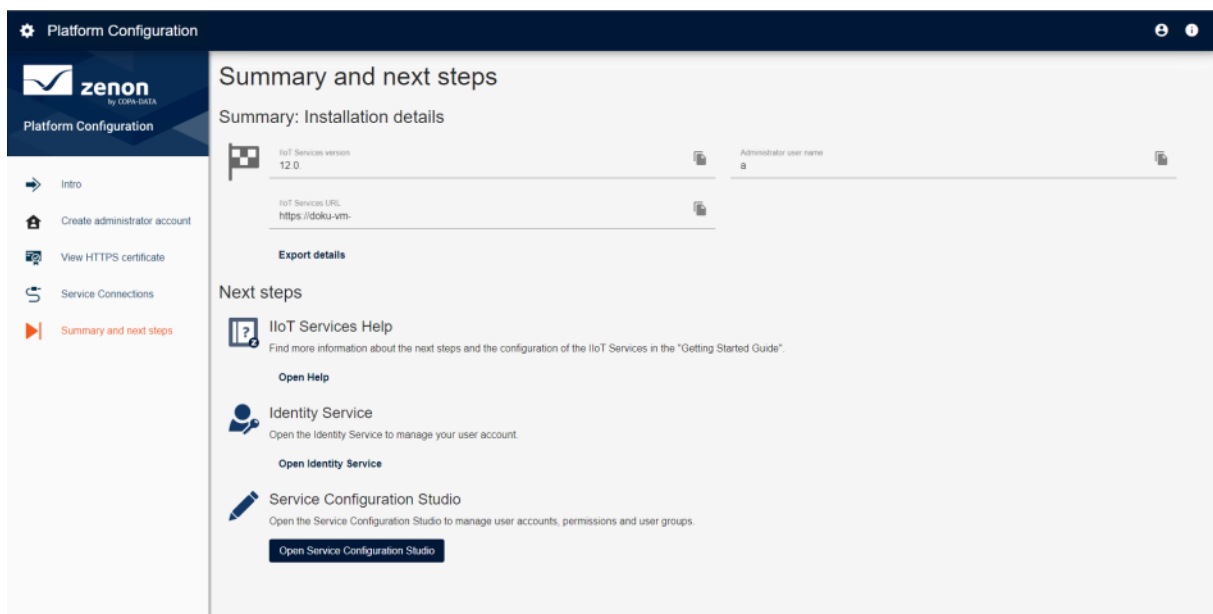 Platform Configuration
zenon
by COPA-DATA
Platform Configuration
Intro
Create administrator account
View HTTPS certificate
Service Connections
Summary and next steps
Summary and next steps
Summary: Installation details
IIoT Services version
12.0.
Administrator user name
a
IIoT Services URL
https://doku-vm-
Export details
Next steps
IIoT Services Help
Find more information about the next steps and the configuration of the IIoT Services in the "Getting Started Guide".
Open Help
Identity Service
Open the Identity Service to manage your user account.
Open Identity Service
Service Configuration Studio
Open the Service Configuration Studio to manage user accounts, permissions and user groups.
Open Service Configuration Studio